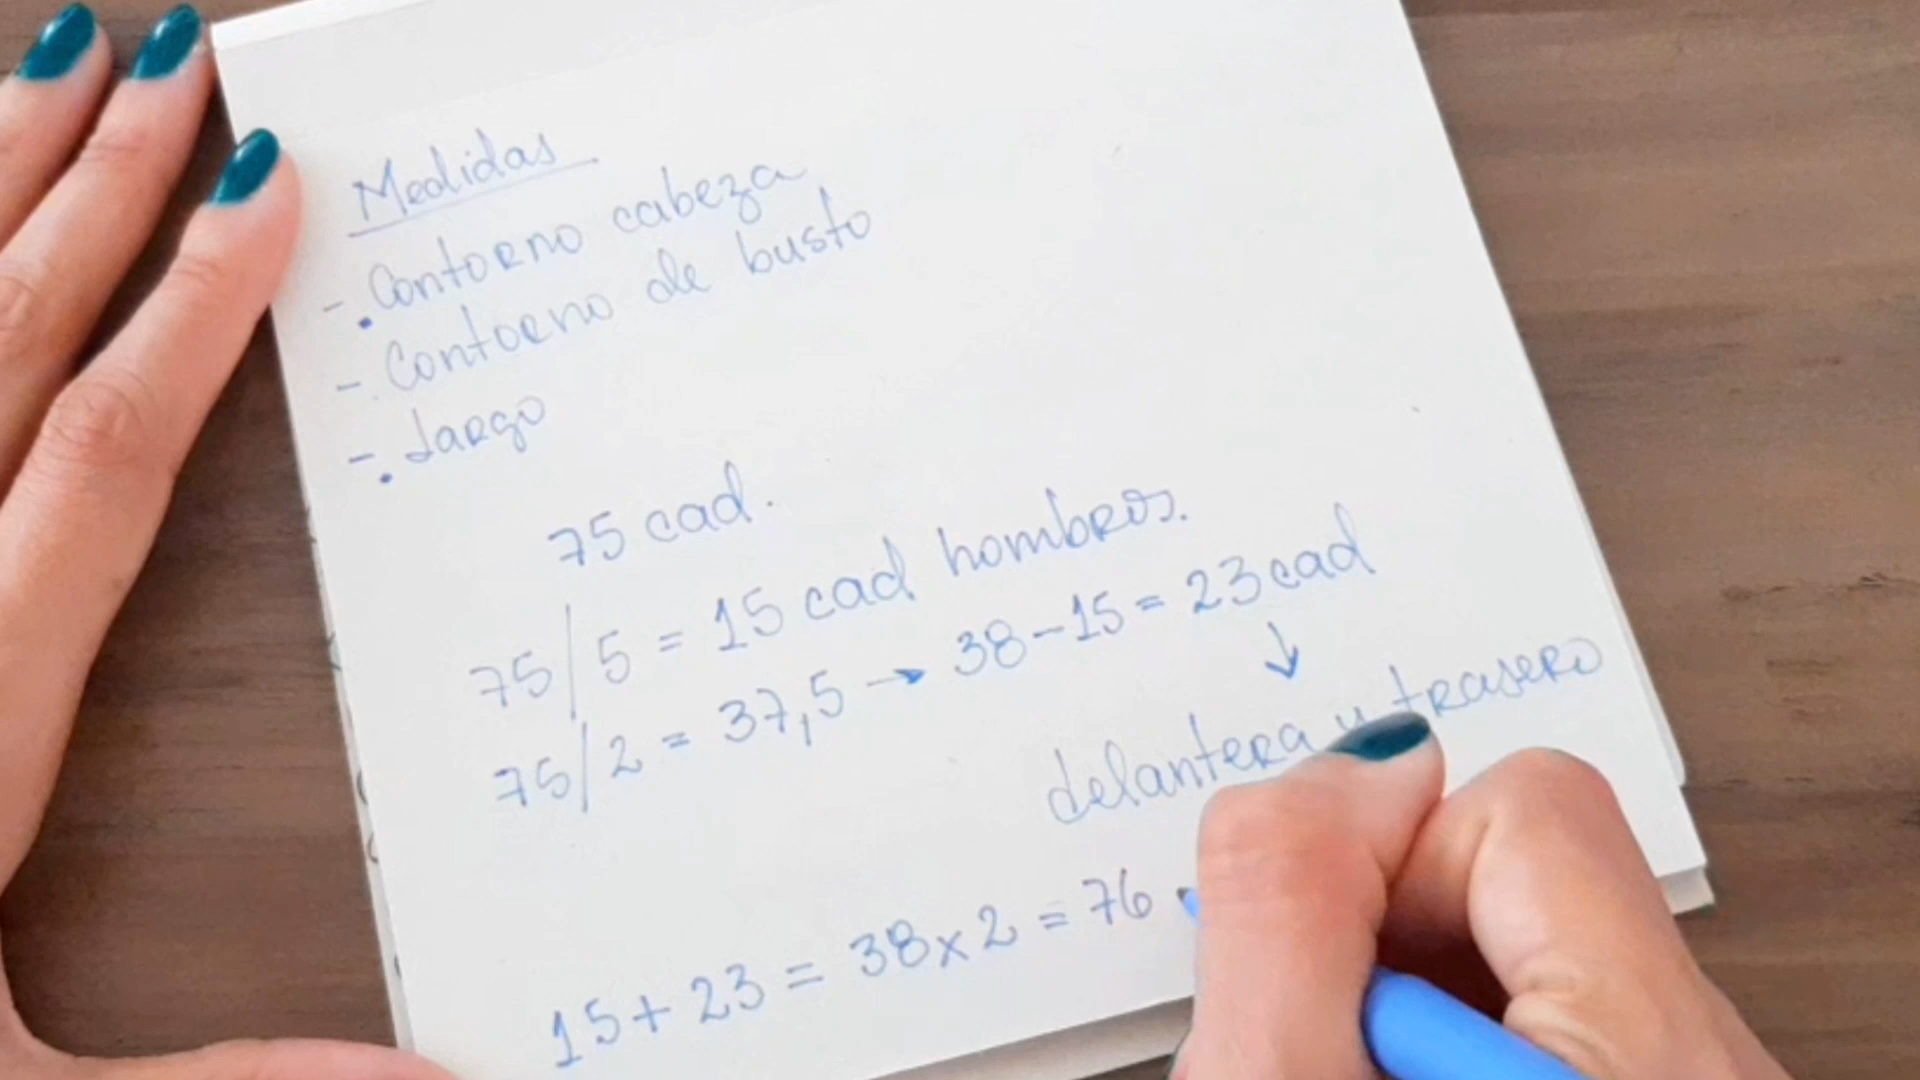 Medidas
-. Contorno cabeza
- Contorno de busto
-. Largo
75 cad.
75/5 = 15 cad hombros.
75/2 = 37,5 → 38-15 = 23 cad
↓
delantera y trasero
15+23 = 38x2 = 76